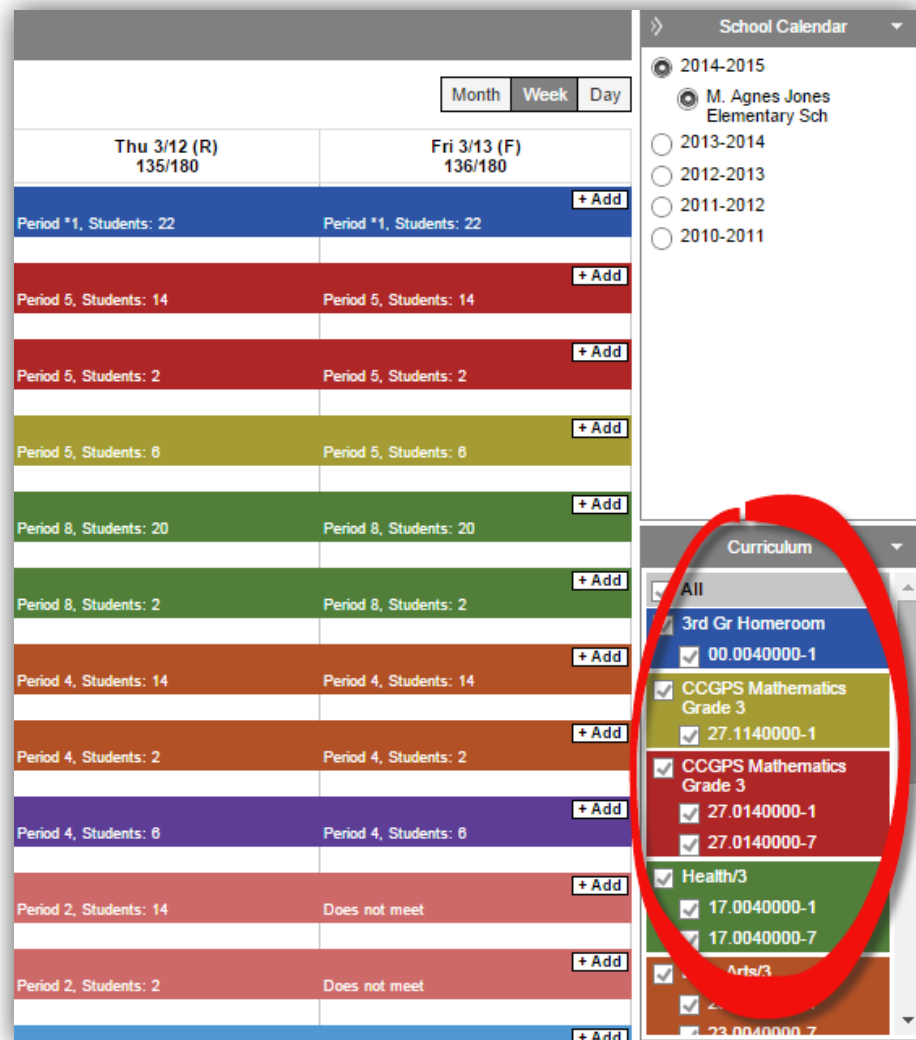 Month Week Day
Thu 3/12 (R) Fri 3/13 (F)
135/180 136/180
+ Add
Period *1, Students: 22 Period *1, Students: 22
+ Add
Period 5, Students: 14 Period 5, Students: 14
+ Add
Period 5, Students: 2 Period 5, Students: 2
+ Add
Period 5, Students: 6 Period 5, Students: 6
+ Add
Period 8, Students: 20 Period 8, Students: 20
+ Add
Period 8, Students: 2 Period 8, Students: 2
+ Add
Period 4, Students: 14 Period 4, Students: 14
+ Add
Period 4, Students: 2 Period 4, Students: 2
+ Add
Period 4, Students: 6 Period 4, Students: 6
+ Add
Period 2, Students: 14 Does not meet
+ Add
Period 2, Students: 2 Does not meet
+ Add
School Calendar
2014-2015
M. Agnes Jones
Elementary Sch
2013-2014
2012-2013
2011-2012
2010-2011
Curriculum
All
3rd Gr Homeroom
00.0040000-1
CCGPS Mathematics
Grade 3
27.1140000-1
CCGPS Mathematics
Grade 3
27.0140000-1
27.0140000-7
Health/3
17.0040000-1
17.0040000-7
Arts/3
23.0040000-7